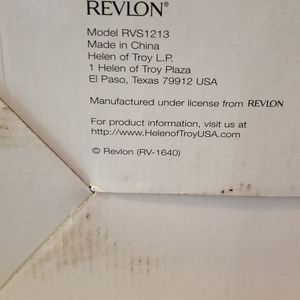 REVLON®
Model RVS1213
Made in China
Helen of Troy L.P.
1 Helen of Troy Plaza
El Paso, Texas 79912 USA
Manufactured under license from REVLON
For product information, visit us at
http://www.HelenofTroyUSA.com
© Revlon (RV-1640)